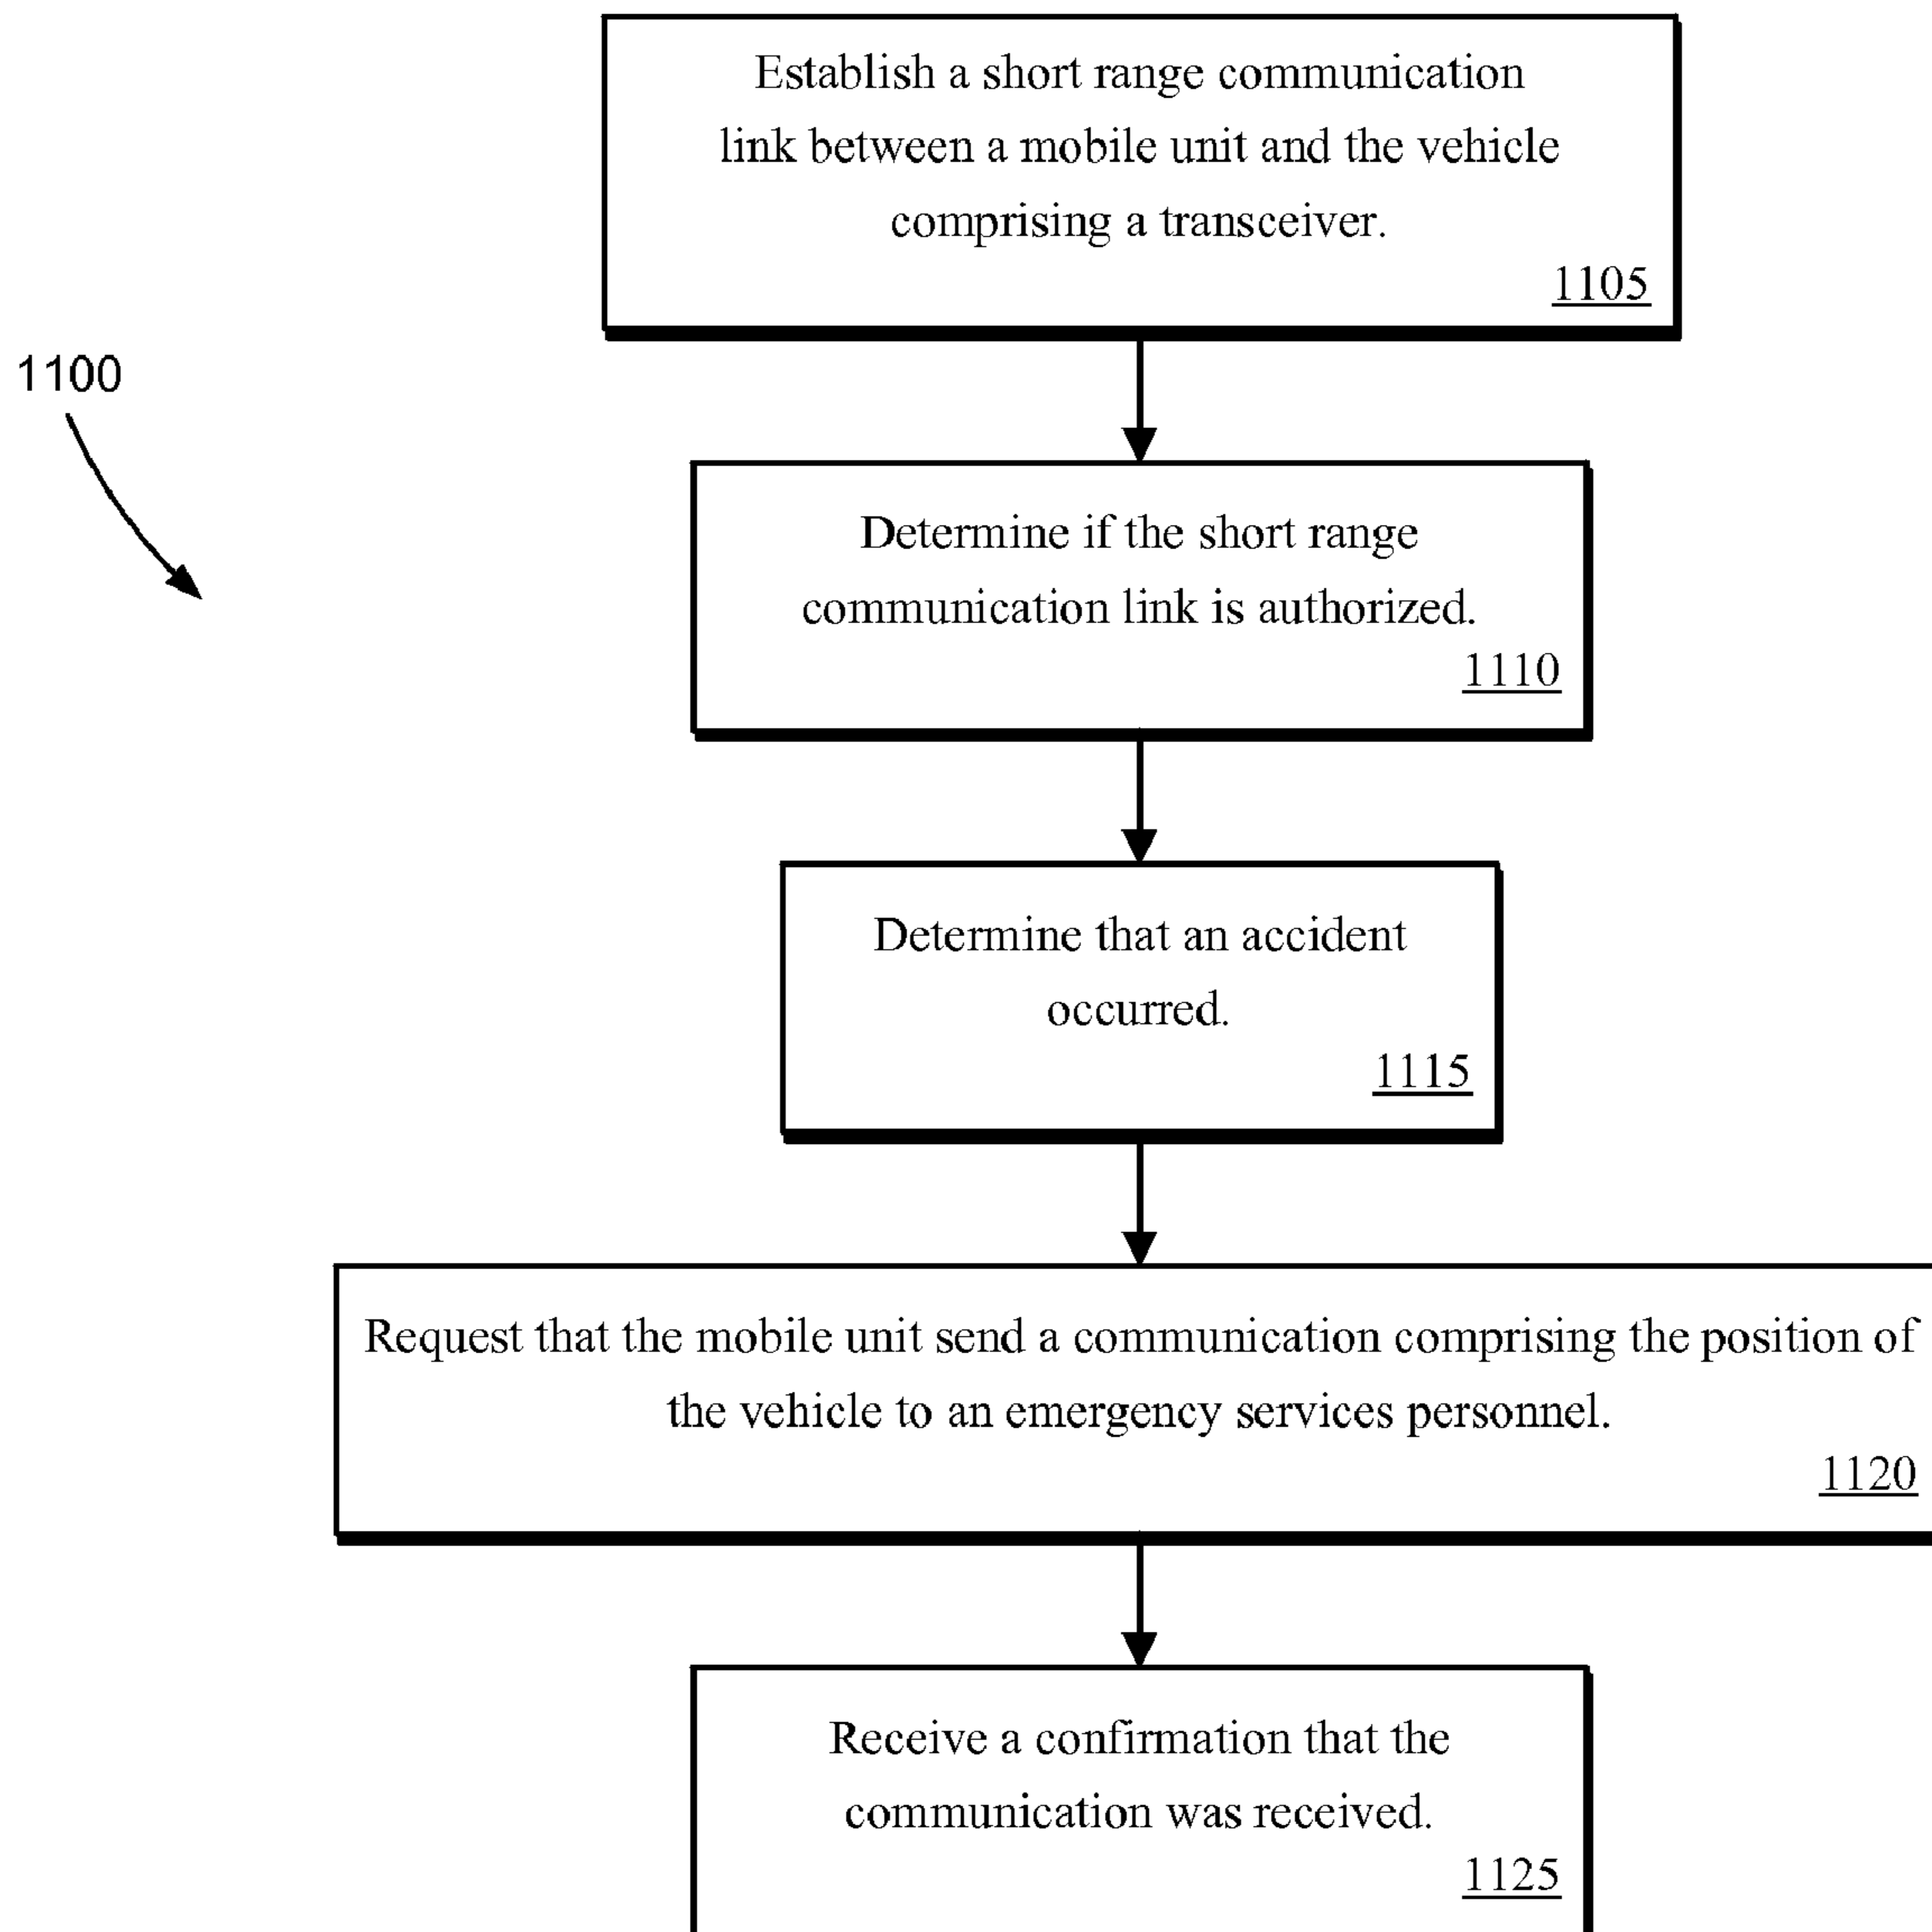 Establish a short range communication
link between a mobile unit and the vehicle
comprising a transceiver.
1105
1100
Determine if the short range
communication link is authorized.
1110
Determine that an accident
occurred.
1115
Request that the mobile unit send a communication comprising the position of
the vehicle to an emergency services personnel.
1120
Receive a confirmation that the
communication was received.
1125